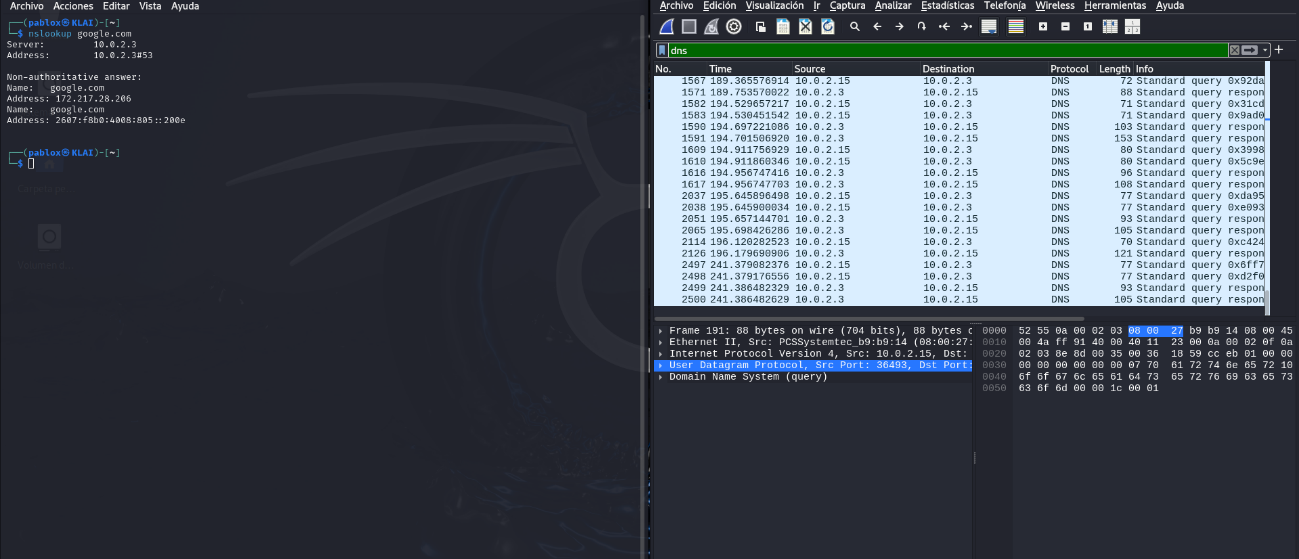 Archivo Acciones Editar Vista Ayuda
┌──(pablox㉿KLAI)-[~]
└─$ nslookup google.com
Server: 10.0.2.3
Address: 10.0.2.3#53
Non-authoritative answer:
Name: google.com
Address: 172.217.28.206
Name: google.com
Address: 2607:f8b0:4008:805::200e
┌──(pablox㉿KLAI)-[~]
└─$
Archivo Edición Visualización Ir Captura Analizar Estadísticas Telefonía Wireless Herramientas Ayuda
dns
No. Time Source Destination Protocol Length Info
1567 189.365576914 10.0.2.15 10.0.2.3 DNS 72 Standard query 0x92da
1571 189.753570022 10.0.2.3 10.0.2.15 DNS 88 Standard query respon
1582 194.529657217 10.0.2.15 10.0.2.3 DNS 71 Standard query 0x31cd
1583 194.530451542 10.0.2.15 10.0.2.3 DNS 71 Standard query 0x9ad0
1590 194.697221086 10.0.2.3 10.0.2.15 DNS 103 Standard query respon
1591 194.701506920 10.0.2.3 10.0.2.15 DNS 153 Standard query respon
1609 194.911756929 10.0.2.15 10.0.2.3 DNS 80 Standard query 0x3998
1610 194.911860346 10.0.2.15 10.0.2.3 DNS 80 Standard query 0x5c9e
1616 194.956747416 10.0.2.3 10.0.2.15 DNS 96 Standard query respon
1617 194.956747703 10.0.2.3 10.0.2.15 DNS 108 Standard query respon
2037 195.645896498 10.0.2.15 10.0.2.3 DNS 77 Standard query 0xda95
2038 195.645900034 10.0.2.15 10.0.2.3 DNS 77 Standard query 0xe093
2051 195.657144701 10.0.2.3 10.0.2.15 DNS 93 Standard query respon
2065 195.698426286 10.0.2.3 10.0.2.15 DNS 105 Standard query respon
2114 196.120282523 10.0.2.15 10.0.2.3 DNS 70 Standard query 0xc424
2126 196.179690906 10.0.2.3 10.0.2.15 DNS 121 Standard query respon
2497 241.379082376 10.0.2.15 10.0.2.3 DNS 77 Standard query 0x6ff7
2498 241.379176556 10.0.2.15 10.0.2.3 DNS 77 Standard query 0xd2f0
2499 241.386482329 10.0.2.3 10.0.2.15 DNS 93 Standard query respon
2500 241.386482629 10.0.2.3 10.0.2.15 DNS 105 Standard query respon
Frame 191: 88 bytes on wire (704 bits), 88 bytes c
Ethernet II, Src: PCSSystemtec_b9:b9:14 (08:00:27:
Internet Protocol Version 4, Src: 10.0.2.15, Dst:
User Datagram Protocol, Src Port: 36493, Dst Port:
Domain Name System (query)
0000 52 55 0a 00 02 03 08 00 27 b9 b9 14 08 00 45
0010 00 4a ff 91 40 00 40 11 23 00 0a 00 02 0f 0a
0020 02 03 8e 8d 00 35 00 36 18 59 cc eb 01 00 00
0030 00 00 00 00 00 00 07 70 61 72 74 6e 65 72 10
0040 6f 6f 67 6c 65 61 64 73 65 72 76 69 63 65 73
0050 63 6f 6d 00 00 1c 00 01